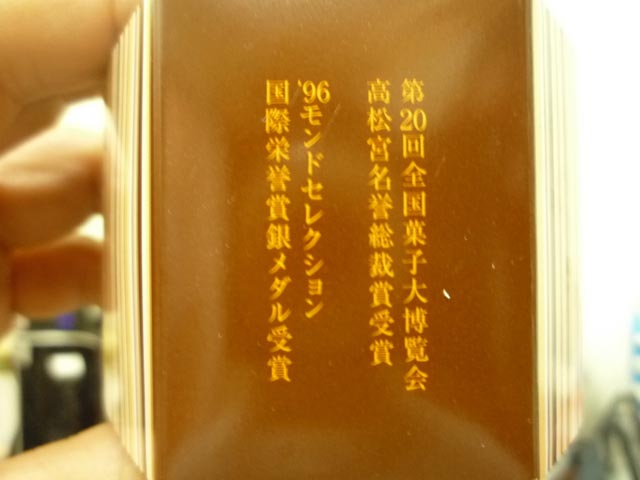 第20回全国菓子大博覧会
高松宮名誉総裁賞受賞
'96モンドセレクション
国際栄誉賞銀メダル受賞